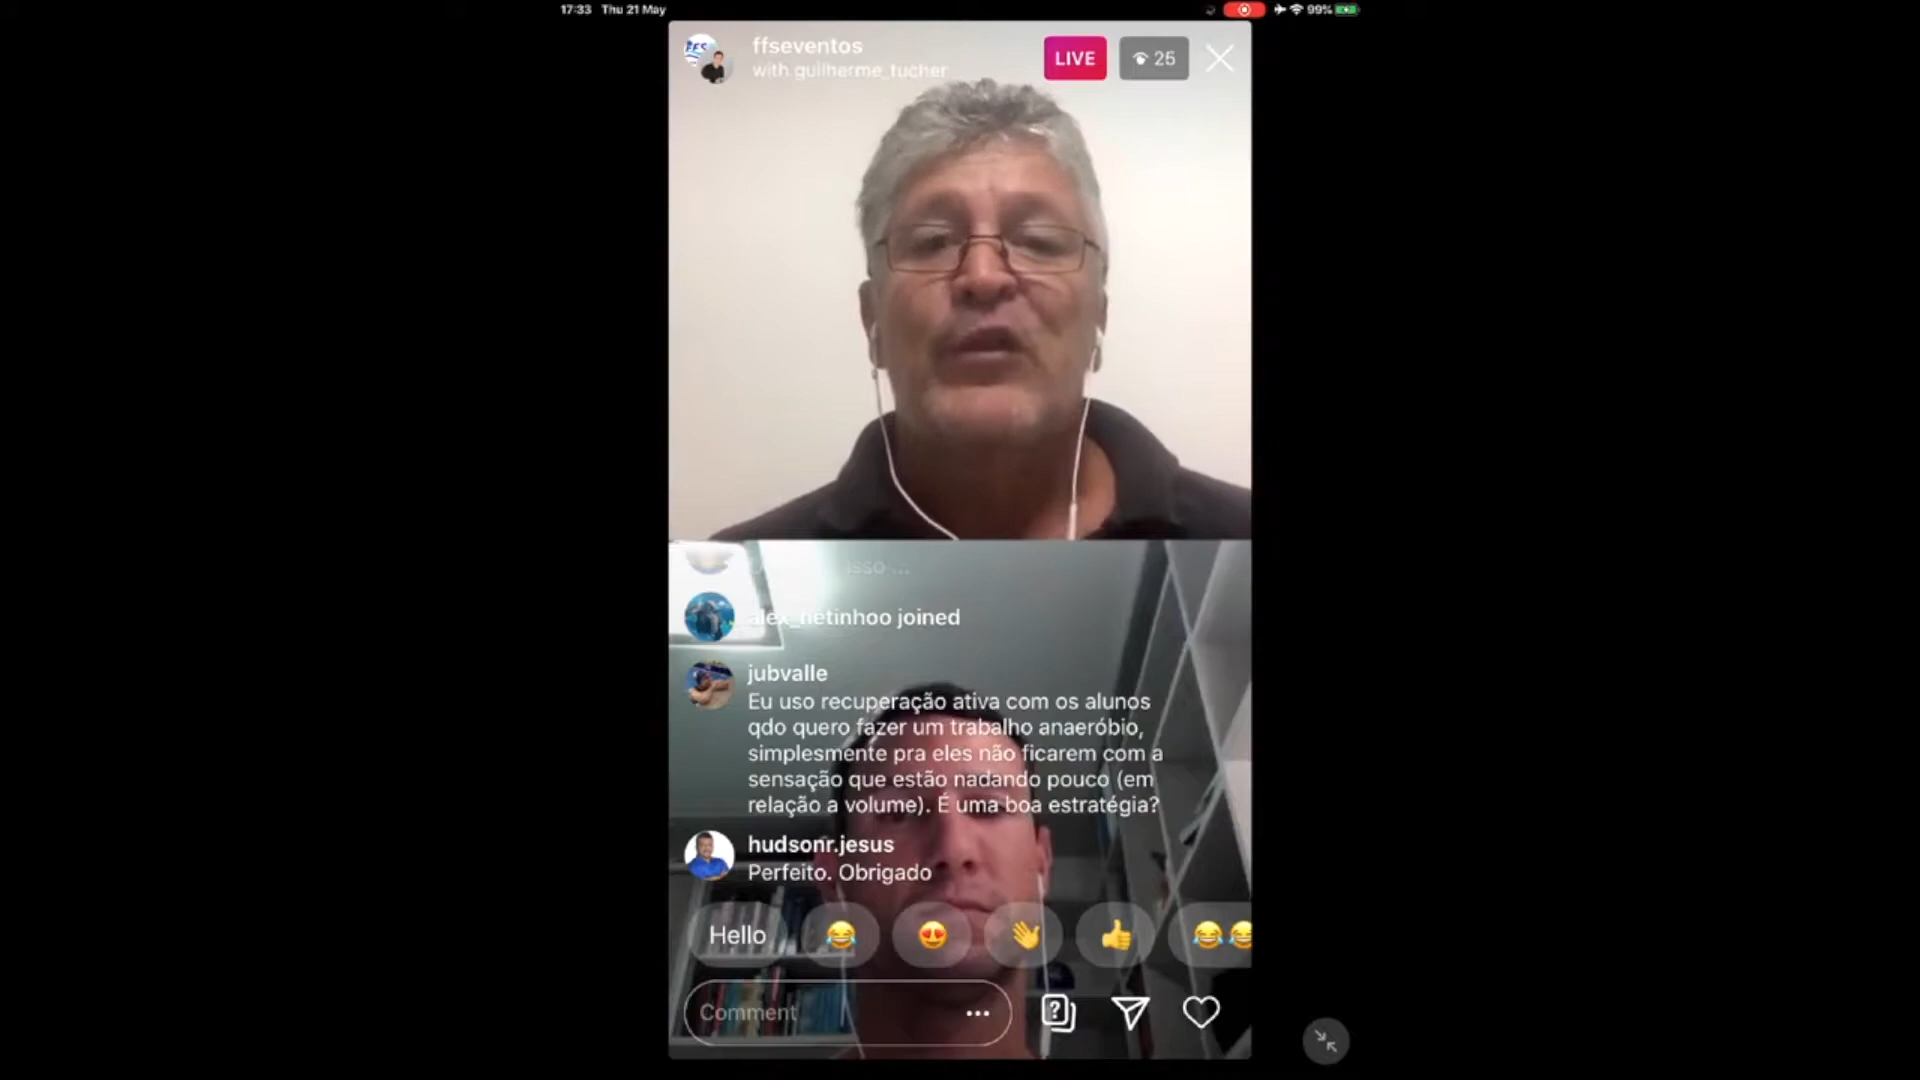 17:33 Thu 21 May
99%
ffseventos
with guilherme_tucher
LIVE
25
isso ...
alex_netinhoo joined
jubvalle
Eu uso recuperação ativa com os alunos
qdo quero fazer um trabalho anaeróbio,
simplesmente pra eles não ficarem com a
sensação que estão nadando pouco (em
relação a volume). É uma boa estratégia?
hudsonr.jesus
Perfeito. Obrigado
Hello
Comment